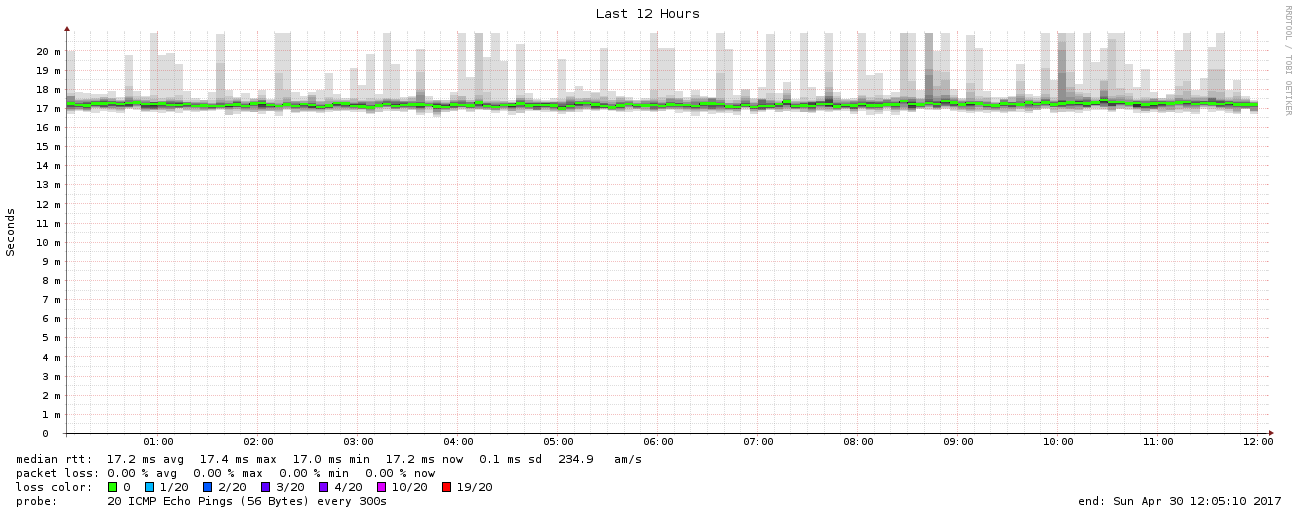 Last 12 Hours
RRDTOOL / TOBI OETIKER
Seconds
20 m
19 m
18 m
17 m
16 m
15 m
14 m
13 m
12 m
11 m
10 m
9 m
8 m
7 m
6 m
5 m
4 m
3 m
2 m
1 m
0
01:00 02:00 03:00 04:00 05:00 06:00 07:00 08:00 09:00 10:00 11:00 12:00
median rtt: 17.2 ms avg 17.4 ms max 17.0 ms min 17.2 ms now 0.1 ms sd 234.9 am/s
packet loss: 0.00 % avg 0.00 % max 0.00 % min 0.00 % now
loss color: 0 1/20 2/20 3/20 4/20 10/20 19/20
probe: 20 ICMP Echo Pings (56 Bytes) every 300s end: Sun Apr 30 12:05:10 2017